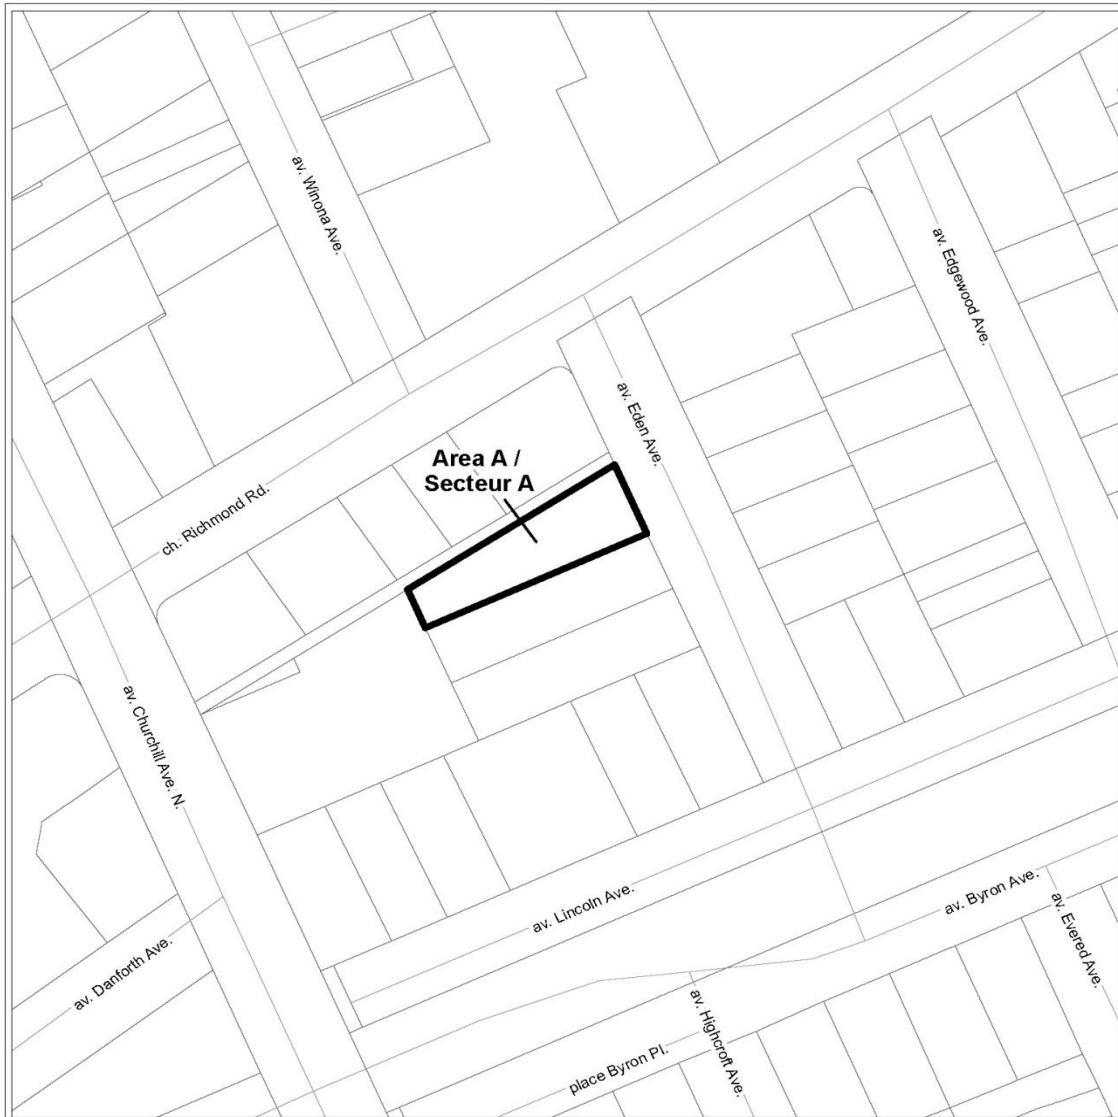 av. Winona Ave.
av. Edgewood Ave.
av. Eden Ave.
Area A /
Secteur A
ch. Richmond Rd.
av. Churchill Ave. N.
av. Lincoln Ave.
av. Byron Ave.
av. Evered Ave.
av. Danforth Ave.
av. Highcroft Ave.
place Byron Pl.